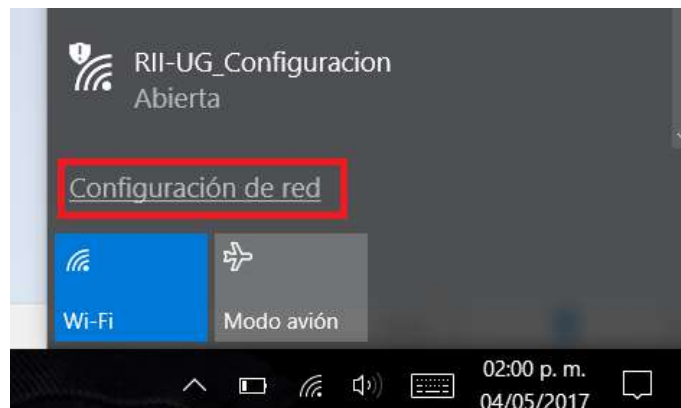 RII-UG_Configuracion
Abierta
Configuración de red
Wi-Fi
Modo avión
02:00 p. m.
04/05/2017